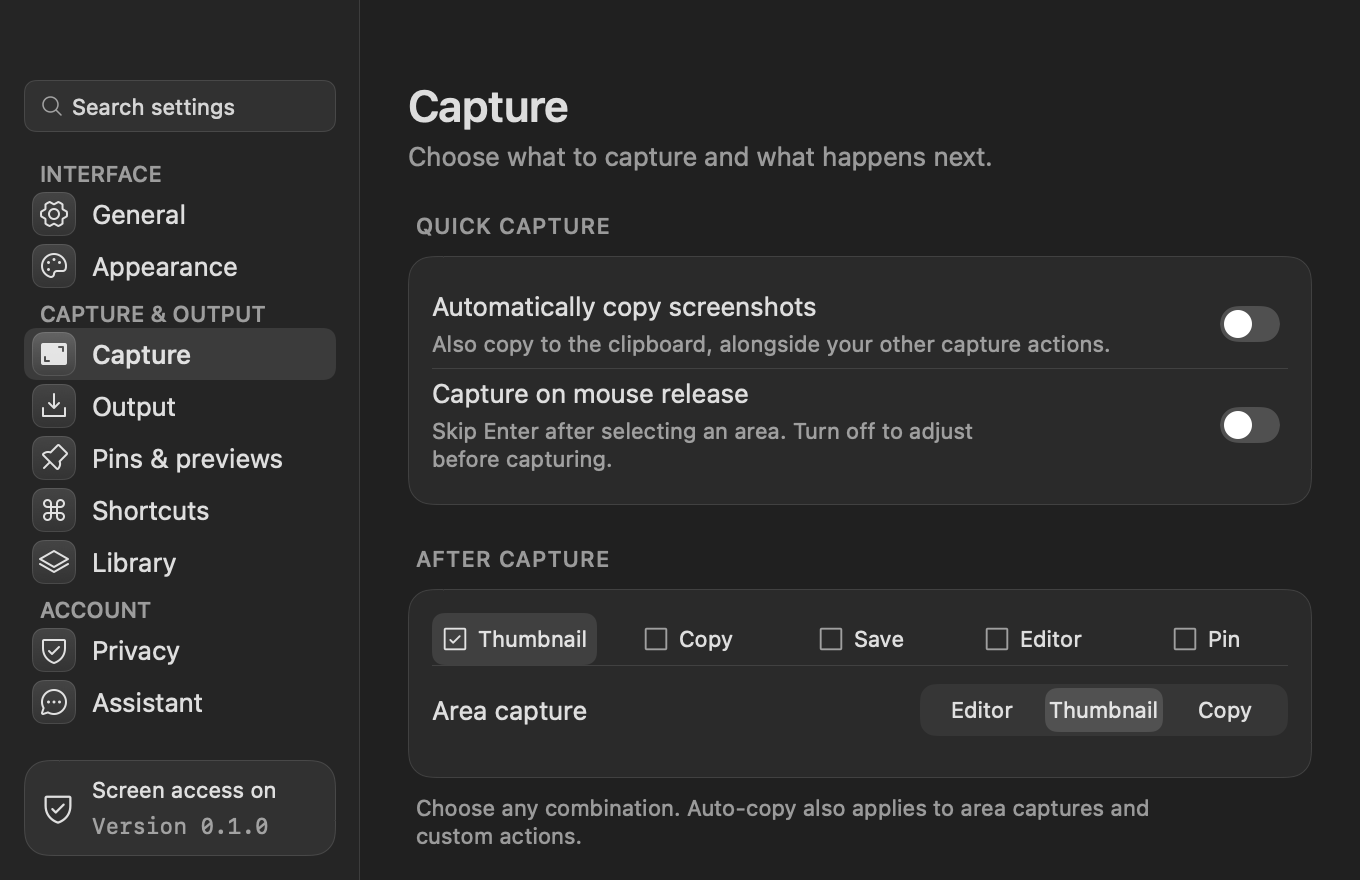 Search settings
INTERFACE
General
Appearance
CAPTURE & OUTPUT
Capture
Output
Pins & previews
Shortcuts
Library
ACCOUNT
Privacy
Assistant
Screen access on
Version 0.1.0
Capture
Choose what to capture and what happens next.
QUICK CAPTURE
Automatically copy screenshots
Also copy to the clipboard, alongside your other capture actions.
Capture on mouse release
Skip Enter after selecting an area. Turn off to adjust
before capturing.
AFTER CAPTURE
Thumbnail Copy Save Editor Pin
Area capture Editor Thumbnail Copy
Choose any combination. Auto-copy also applies to area captures and
custom actions.